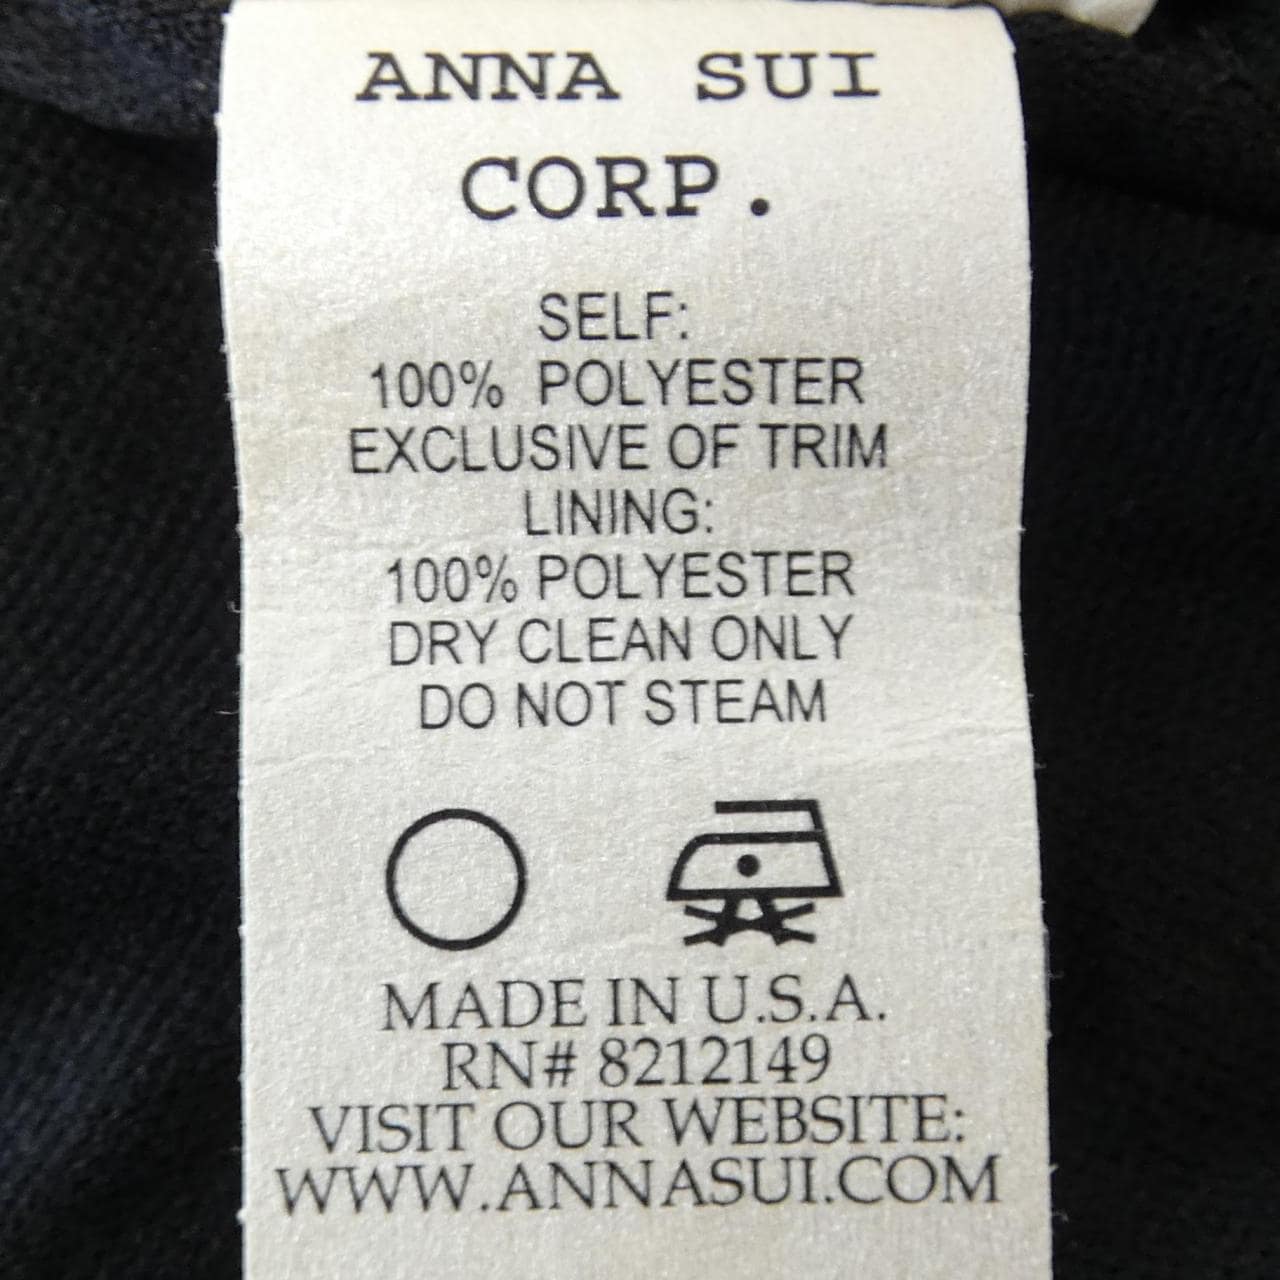 ANNA SUI
CORP.
SELF:
100% POLYESTER
EXCLUSIVE OF TRIM
LINING:
100% POLYESTER
DRY CLEAN ONLY
DO NOT STEAM
MADE IN U.S.A.
RN# 8212149
VISIT OUR WEBSITE:
WWW.ANNASUI.COM